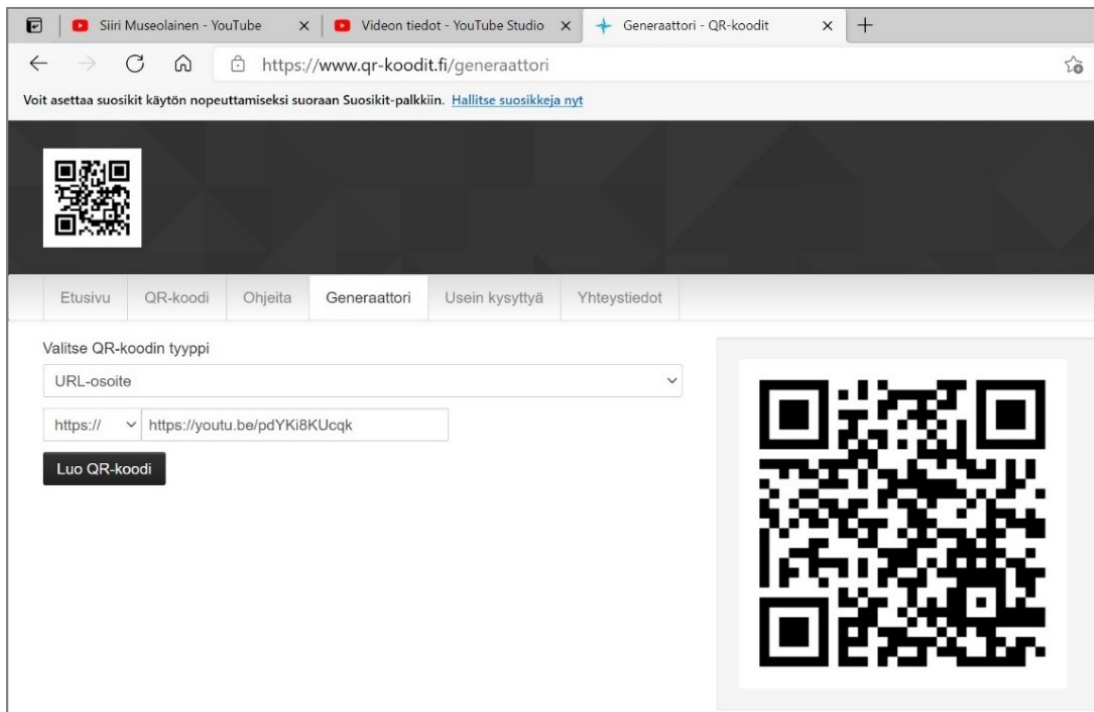 Siiri Museolainen - YouTube
Videon tiedot - YouTube Studio
Generaattori - QR-koodit
https://www.qr-koodit.fi/generaattori
Voit asettaa suosikit käytön nopeuttamiseksi suoraan Suosikit-palkkiin. Hallitse suosikkeja nyt
Etusivu QR-koodi Ohjeita Generaattori Usein kysyttyä Yhteystiedot
Valitse QR-koodin tyyppi
URL-osoite
https:// https://youtu.be/pdYKi8KUcqk
Luo QR-koodi